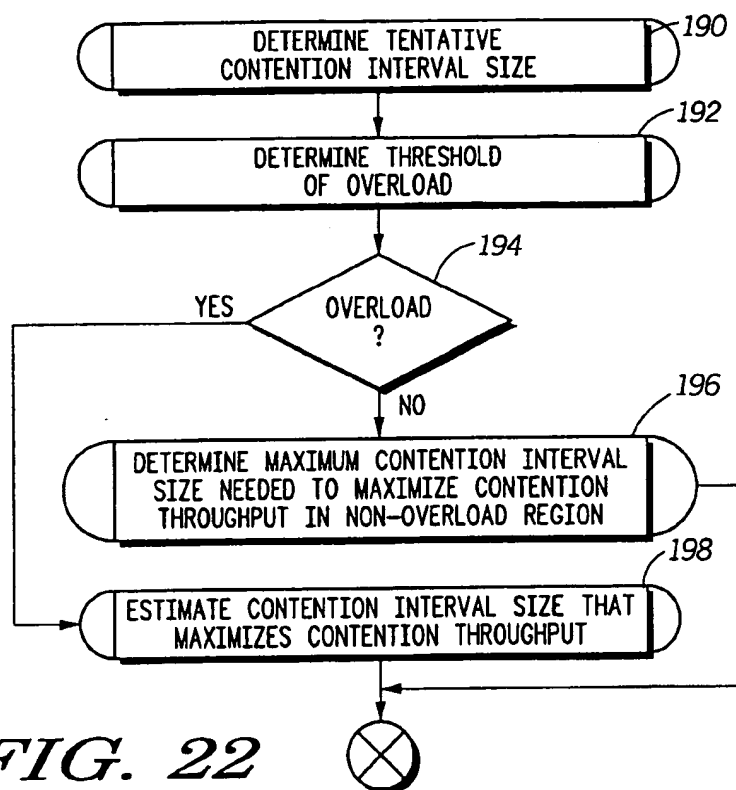 DETERMINE TENTATIVE
CONTENTION INTERVAL SIZE
190
DETERMINE THRESHOLD
OF OVERLOAD
192
194
YES
OVERLOAD
?
NO
196
DETERMINE MAXIMUM CONTENTION INTERVAL
SIZE NEEDED TO MAXIMIZE CONTENTION
THROUGHPUT IN NON-OVERLOAD REGION
198
ESTIMATE CONTENTION INTERVAL SIZE THAT
MAXIMIZES CONTENTION THROUGHPUT
FIG. 22